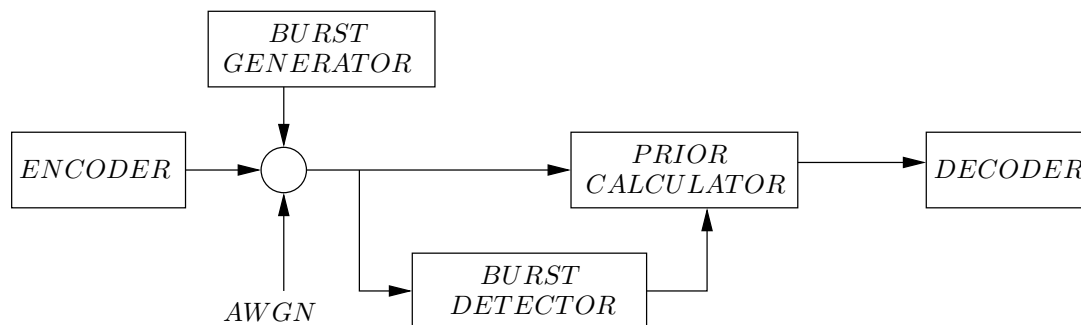 BURST
GENERATOR
ENCODER
PRIOR
CALCULATOR
DECODER
BURST
DETECTOR
AWGN